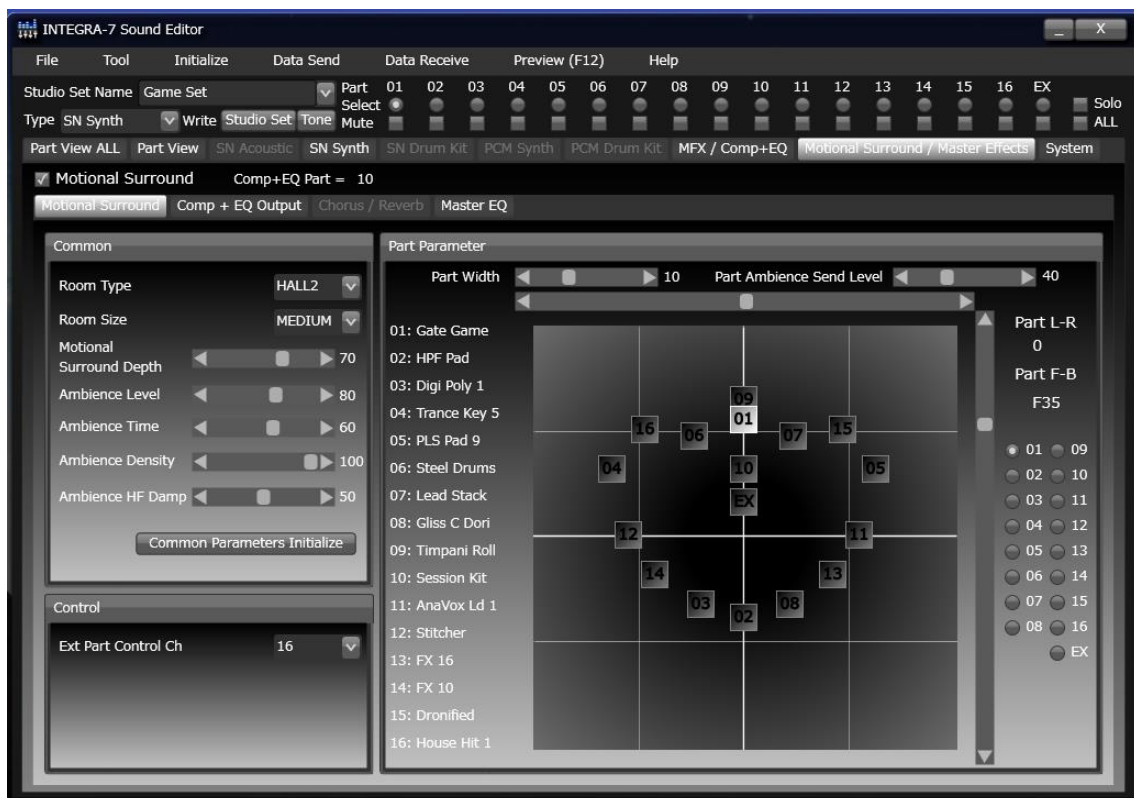 INTEGRA-7 Sound Editor
_ X
File Tool Initialize Data Send Data Receive Preview (F12) Help
Studio Set Name Game Set Part Select 01 02 03 04 05 06 07 08 09 10 11 12 13 14 15 16 EX Solo
Type SN Synth Write Studio Set Tone Mute ALL
Part View ALL Part View SN Acoustic SN Synth SN Drum Kit PCM Synth PCM Drum Kit MFX / Comp+EQ Motional Surround / Master Effects System
Motional Surround Comp+EQ Part = 10
Motional Surround Comp + EQ Output Chorus / Reverb Master EQ
Common
Room Type HALL2
Room Size MEDIUM
Motional
Surround Depth 70
Ambience Level 80
Ambience Time 60
Ambience Density 100
Ambience HF Damp 50
Common Parameters Initialize
Control
Ext Part Control Ch 16
Part Parameter
Part Width 10 Part Ambience Send Level 40
01: Gate Game
02: HPF Pad
03: Digi Poly 1
04: Trance Key 5
05: PLS Pad 9
06: Steel Drums
07: Lead Stack
08: Gliss C Dori
09: Timpani Roll
10: Session Kit
11: AnaVox Ld 1
12: Stitcher
13: FX 16
14: FX 10
15: Dronified
16: House Hit 1
09
01
16 06 07 15
04 10 05
EX
12 11
14 13
03 02 08
Part L-R
0
Part F-B
F35
01 09
02 10
03 11
04 12
05 13
06 14
07 15
08 16
EX